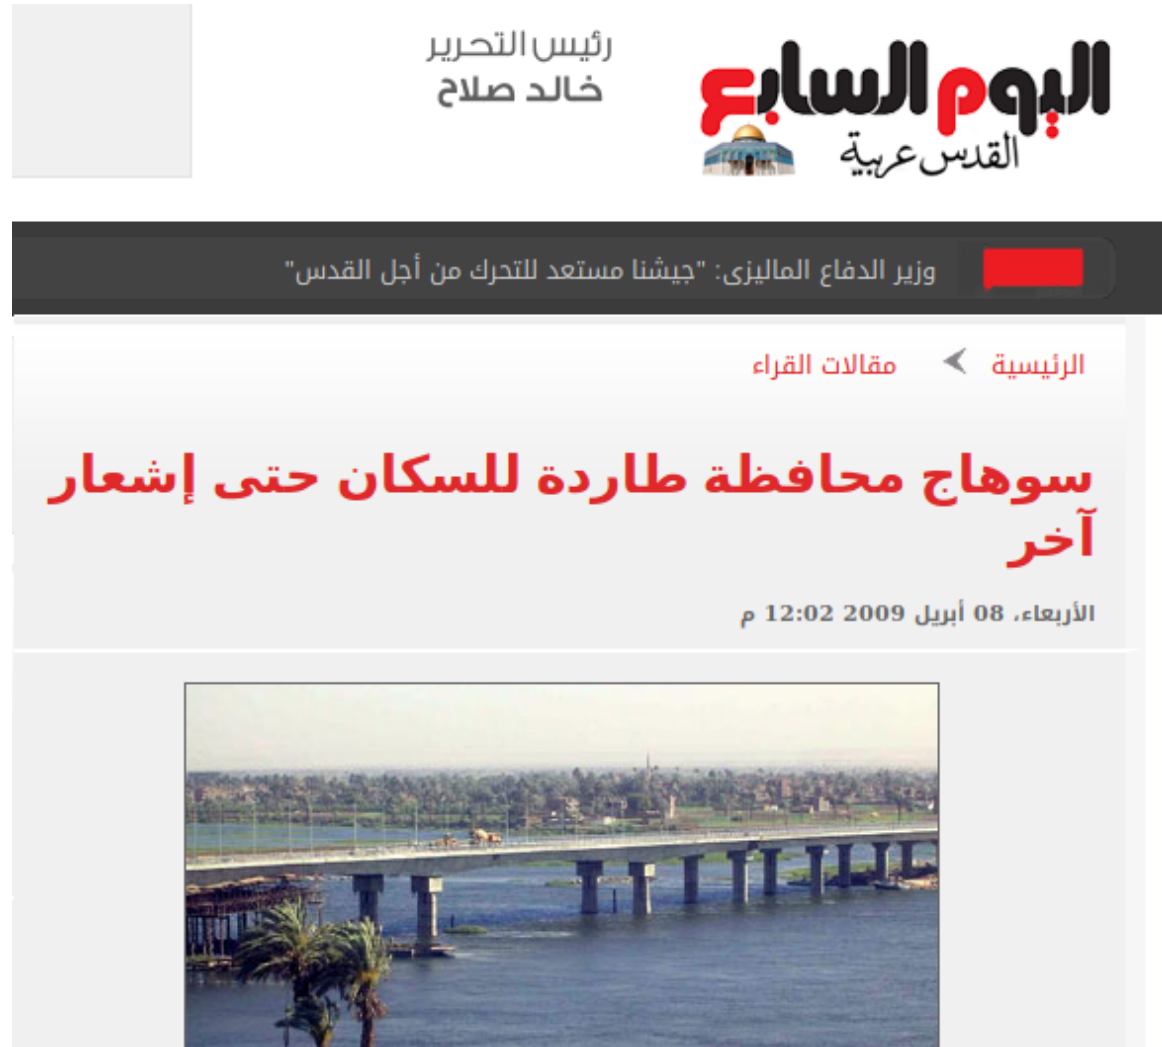 اليوم السابع
القدس عربية
رئيس التحرير
خالد صلاح
وزير الدفاع الماليزى: "جيشنا مستعد للتحرك من أجل القدس"
الرئيسية
مقالات القراء
سوهاج محافظة طاردة للسكان حتى إشعار
آخر
الأربعاء، 08 أبريل 2009 12:02 م